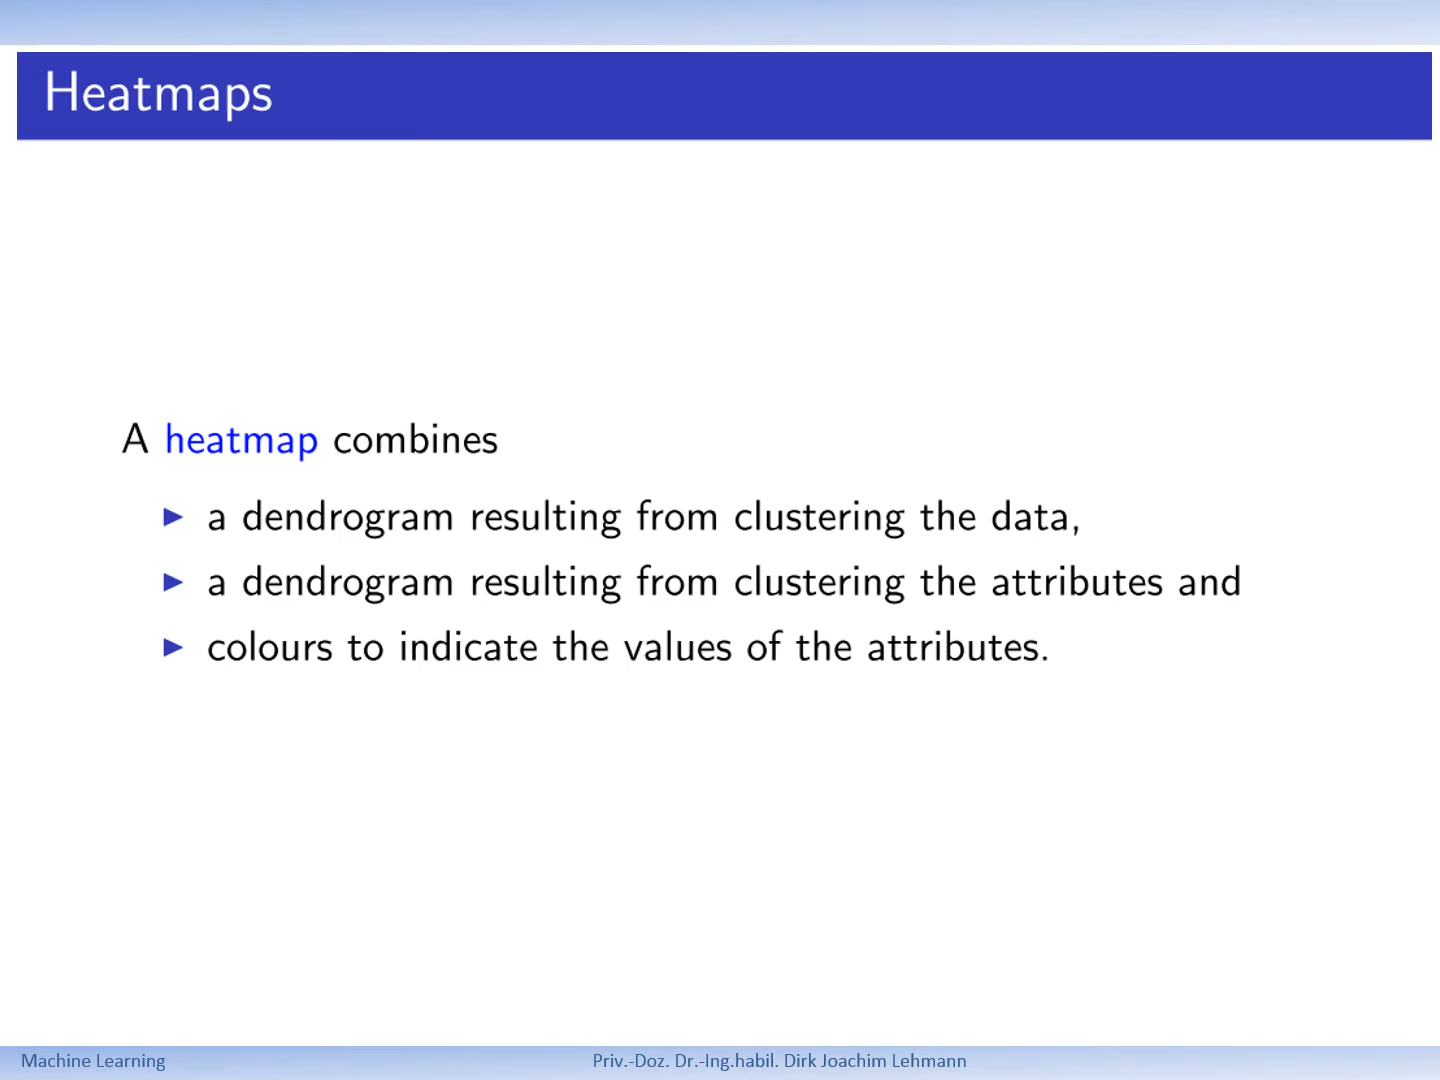 Heatmaps
A heatmap combines
▶ a dendrogram resulting from clustering the data,
▶ a dendrogram resulting from clustering the attributes and
▶ colours to indicate the values of the attributes.
Machine Learning
Priv.-Doz. Dr.-Ing.habil. Dirk Joachim Lehmann